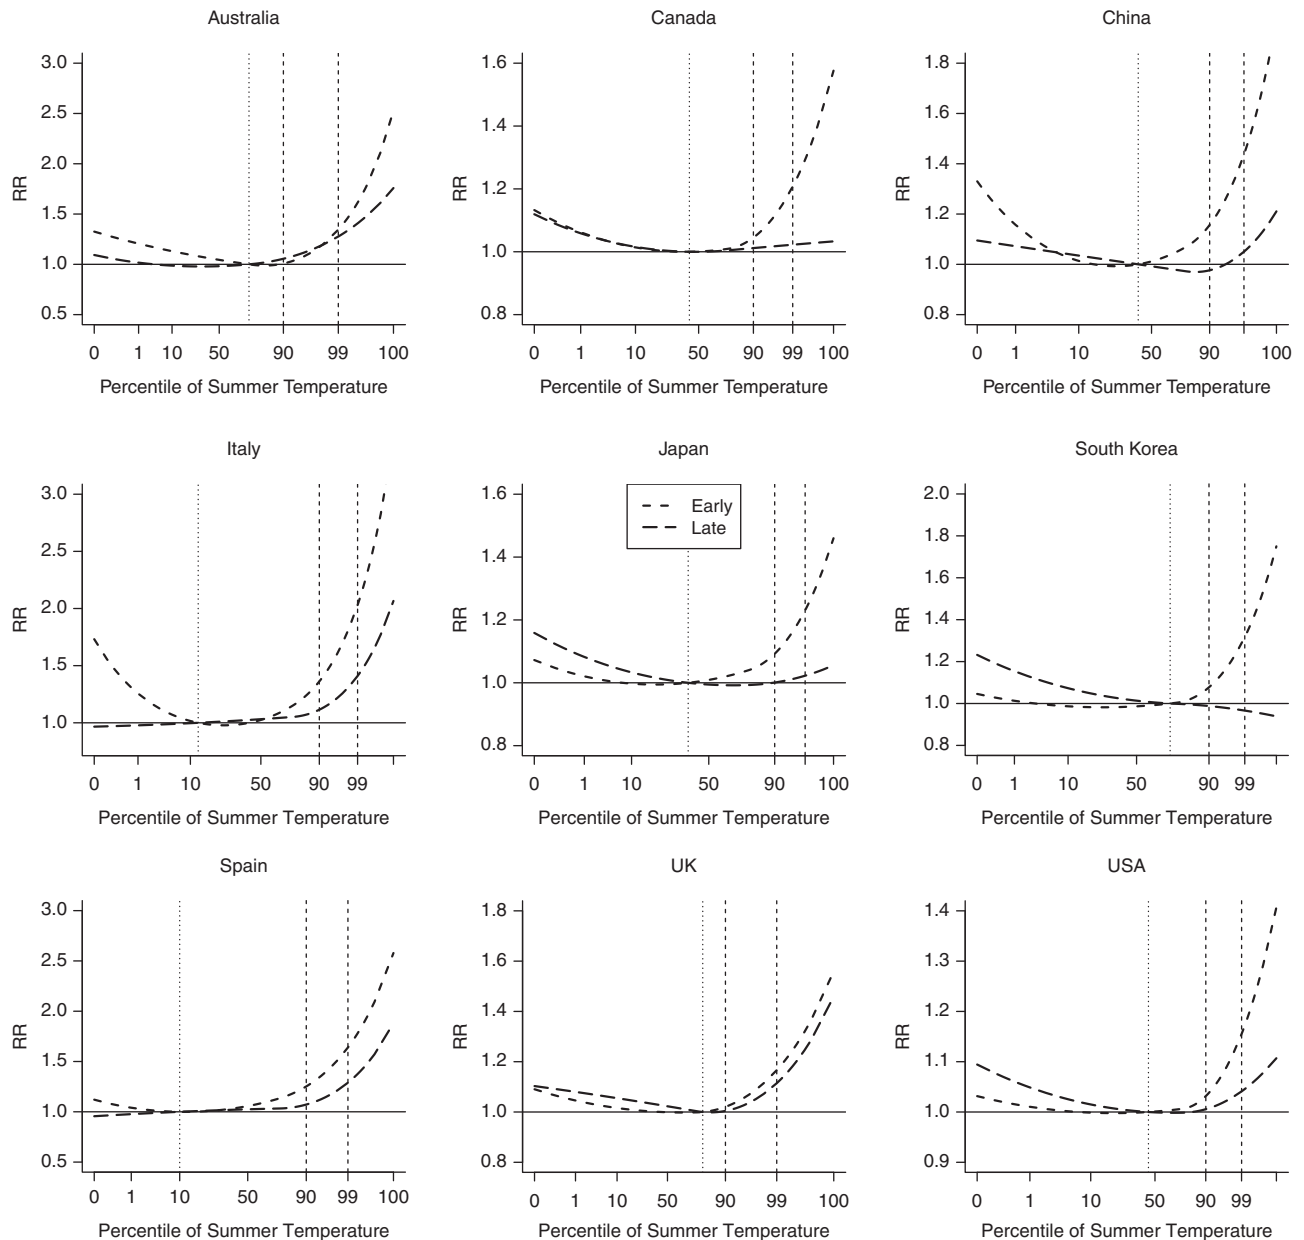 Australia
RR
3.0
2.5
2.0
1.5
1.0
0.5
0 1 10 50 90 99 100
Percentile of Summer Temperature
Canada
RR
1.6
1.4
1.2
1.0
0.8
0 1 10 50 90 99 100
Percentile of Summer Temperature
China
RR
1.8
1.6
1.4
1.2
1.0
0.8
0 1 10 50 90 100
Percentile of Summer Temperature
Italy
RR
3.0
2.5
2.0
1.5
1.0
0 1 10 50 90 99
Percentile of Summer Temperature
Japan
RR
1.6
1.4
1.2
1.0
0.8
Early
Late
0 1 10 50 90 100
Percentile of Summer Temperature
South Korea
RR
2.0
1.8
1.6
1.4
1.2
1.0
0.8
0 1 10 50 90 99
Percentile of Summer Temperature
Spain
RR
3.0
2.5
2.0
1.5
1.0
0.5
0 1 10 50 90 99 100
Percentile of Summer Temperature
UK
RR
1.8
1.6
1.4
1.2
1.0
0.8
0 1 10 50 90 99 100
Percentile of Summer Temperature
USA
RR
1.4
1.3
1.2
1.1
1.0
0.9
0 1 10 50 90 99
Percentile of Summer Temperature